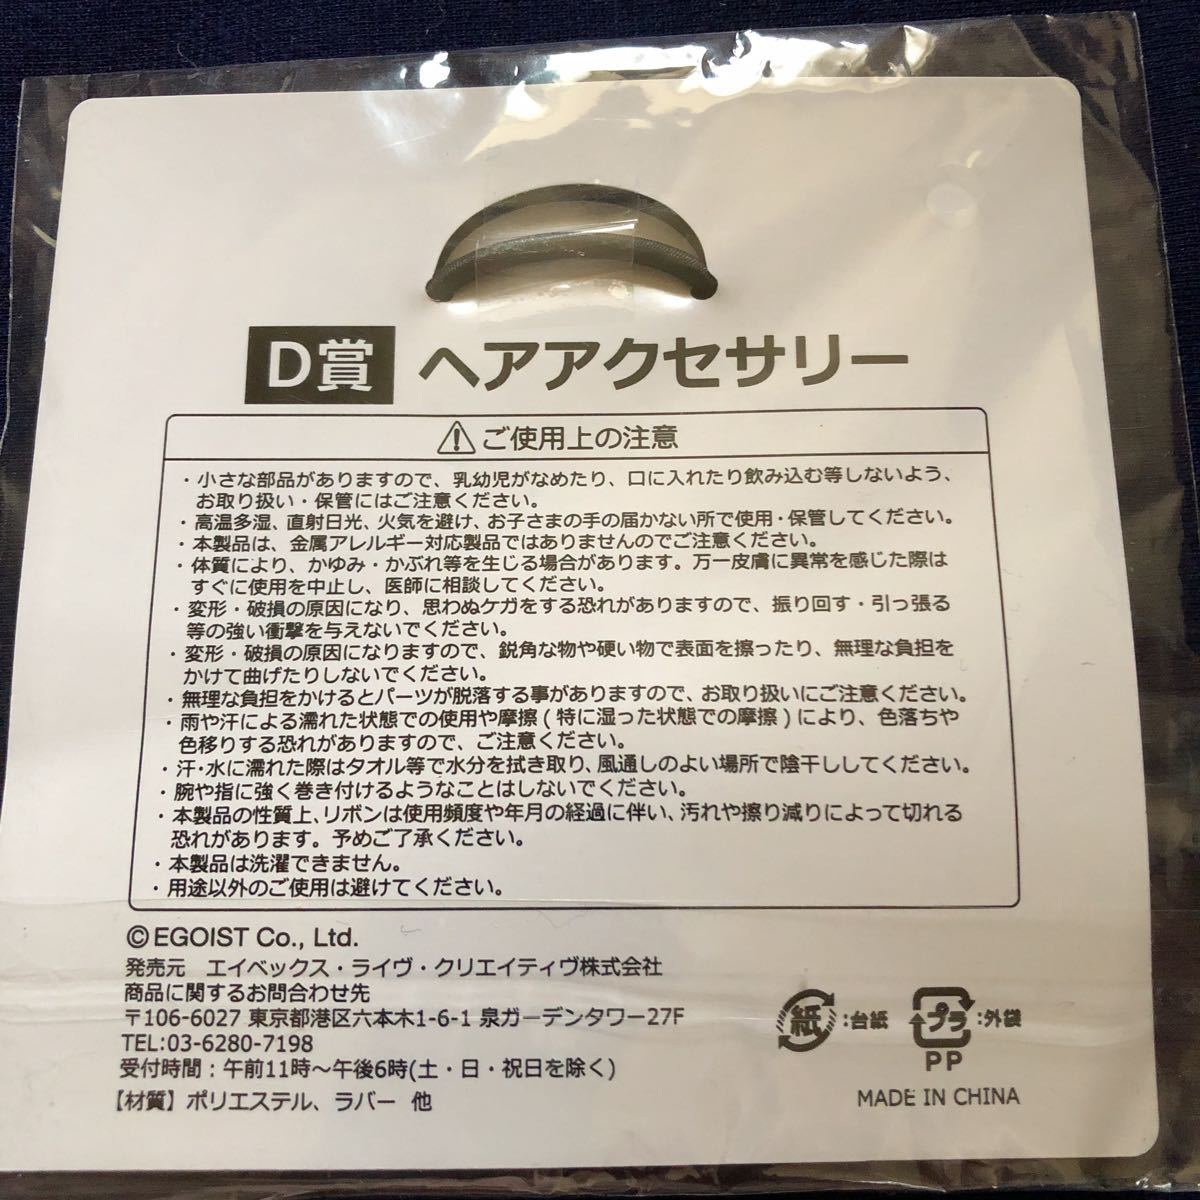 D賞 ヘアアクセサリー
ご使用上の注意
・小さな部品がありますので、乳幼児がなめたり、口に入れたり飲み込む等しないよう、
お取り扱い・保管にはご注意ください。
・高温多湿、直射日光、火気を避け、お子さまの手の届かない所で使用・保管してください。
・本製品は、金属アレルギー対応製品ではありませんのでご注意ください。
・体質により、かゆみ・かぶれ等を生じる場合があります。万一皮膚に異常を感じた際は
すぐに使用を中止し、医師に相談してください。
・変形・破損の原因になり、思わぬケガをする恐れがありますので、振り回す・引っ張る
等の強い衝撃を与えないでください。
・変形・破損の原因になりますので、鋭角な物や硬い物で表面を擦ったり、無理な負担を
かけて曲げたりしないでください。
・無理な負担をかけるとパーツが脱落する事がありますので、お取り扱いにご注意ください。
・雨や汗による濡れた状態での使用や摩擦(特に湿った状態での摩擦)により、色落ちや
色移りする恐れがありますので、ご注意ください。
・汗・水に濡れた際はタオル等で水分を拭き取り、風通しのよい場所で陰干ししてください。
・腕や指に強く巻き付けるようなことはしないでください。
・本製品の性質上、リボンは使用頻度や年月の経過に伴い、汚れや擦り減りによって切れる
恐れがあります。予めご了承ください。
・本製品は洗濯できません。
・用途以外のご使用は避けてください。
©EGOIST Co., Ltd.
発売元 エイベックス・ライヴ・クリエイティヴ株式会社
商品に関するお問合わせ先
〒106-6027 東京都港区六本木1-6-1 泉ガーデンタワー27F
TEL:03-6280-7198
受付時間：午前11時～午後6時(土・日・祝日を除く)
【材質】ポリエステル、ラバー 他
紙:台紙 プラ:外袋
PP
MADE IN CHINA